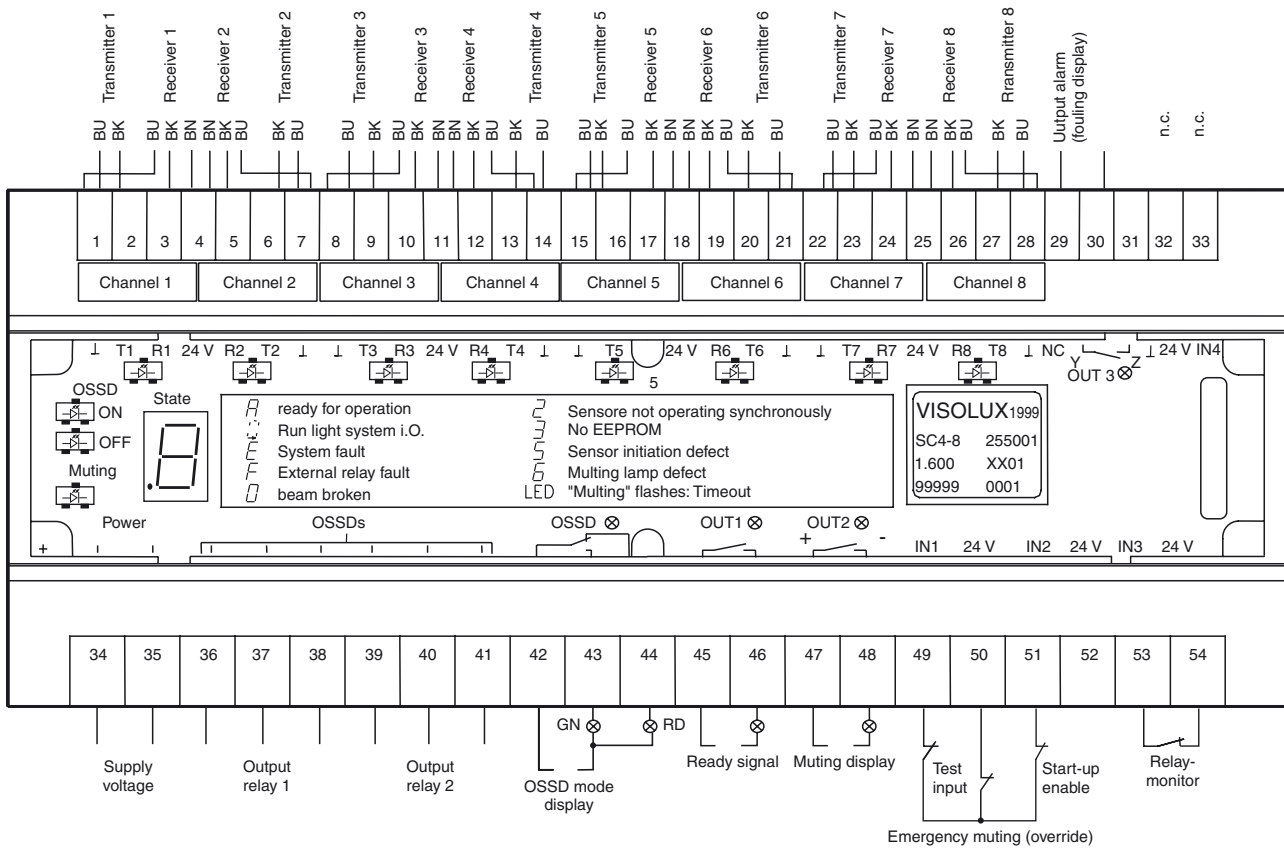 Transmitter 1
Receiver 1
Receiver 2
Transmitter 2
Transmitter 3
Receiver 3
Receiver 4
Transmitter 4
Transmitter 5
Receiver 5
Receiver 6
Transmitter 6
Transmitter 7
Receiver 7
Receiver 8
Rransmitter 8
Uutput alarm
(fouling display)
n.c.
n.c.
BU BK BU BK BN BN BK BU BK BU BU BK BU BK BN BN BK BU BK BU BU BK BU BK BN BN BK BU BK BU BU BK BU BK BN BN BK BU BK BU
1 2 3 4 5 6 7 8 9 10 11 12 13 14 15 16 17 18 19 20 21 22 23 24 25 26 27 28 29 30 31 32 33
Channel 1 Channel 2 Channel 3 Channel 4 Channel 5 Channel 6 Channel 7 Channel 8
⊥ T1 R1 24 V R2 T2 ⊥ ⊥ T3 R3 24 V R4 T4 ⊥ ⊥ T5 24 V R6 T6 ⊥ ⊥ T7 R7 24 V R8 T8 ⊥ NC Y Z ⊥ 24 V IN4
OUT 3
5
OSSD
ON
OFF
Muting
State
8.
A ready for operation
Run light system i.O.
E System fault
F External relay fault
0 beam broken
2 Sensore not operating synchronously
3 No EEPROM
5 Sensor initiation defect
6 Multing lamp defect
LED "Multing" flashes: Timeout
VISOLUX 1999
SC4-8 255001
1.600 XX01
99999 0001
Power OSSDs OSSD OUT1 OUT2
+ + - IN1 24 V IN2 24 V IN3 24 V
34 35 36 37 38 39 40 41 42 43 44 45 46 47 48 49 50 51 52 53 54
GN RD
Supply
voltage
Output
relay 1
Output
relay 2
OSSD mode
display
Ready signal
Muting display
Test
input
Start-up
enable
Relay-
monitor
Emergency muting (override)